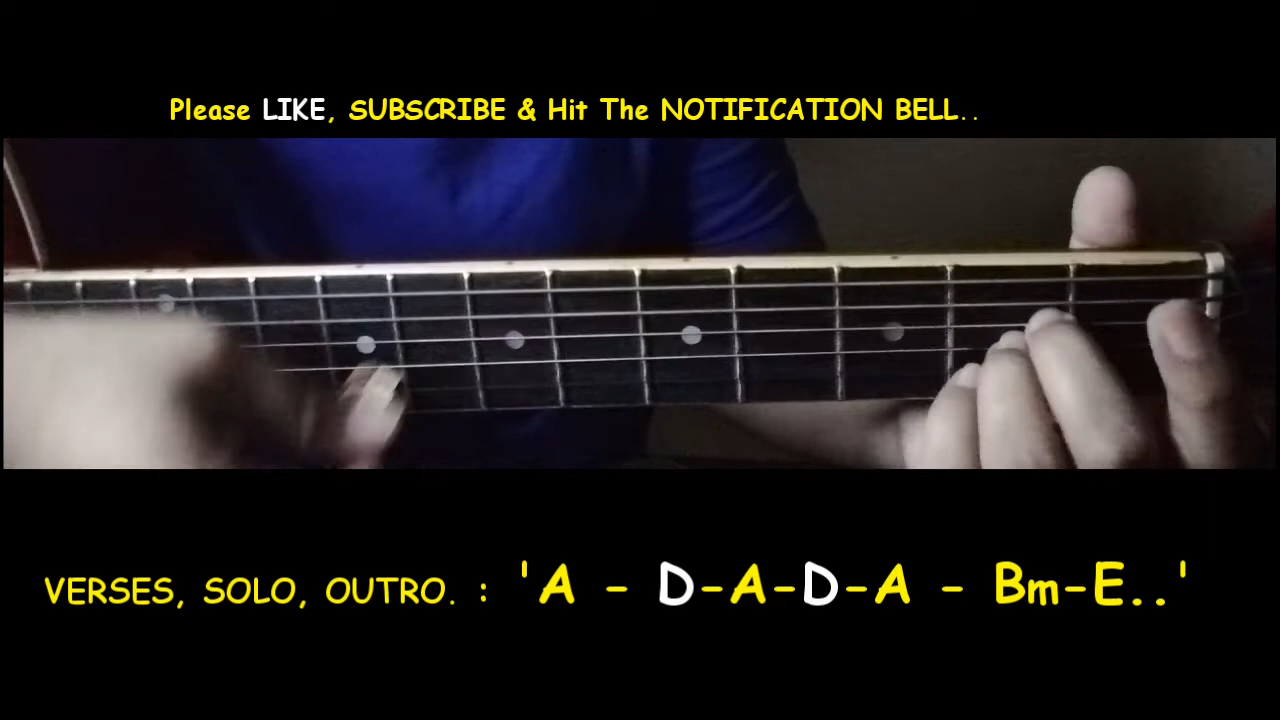 Please LIKE, SUBSCRIBE & Hit The NOTIFICATION BELL..
VERSES, SOLO, OUTRO. : 'A - D-A-D-A - Bm-E..'